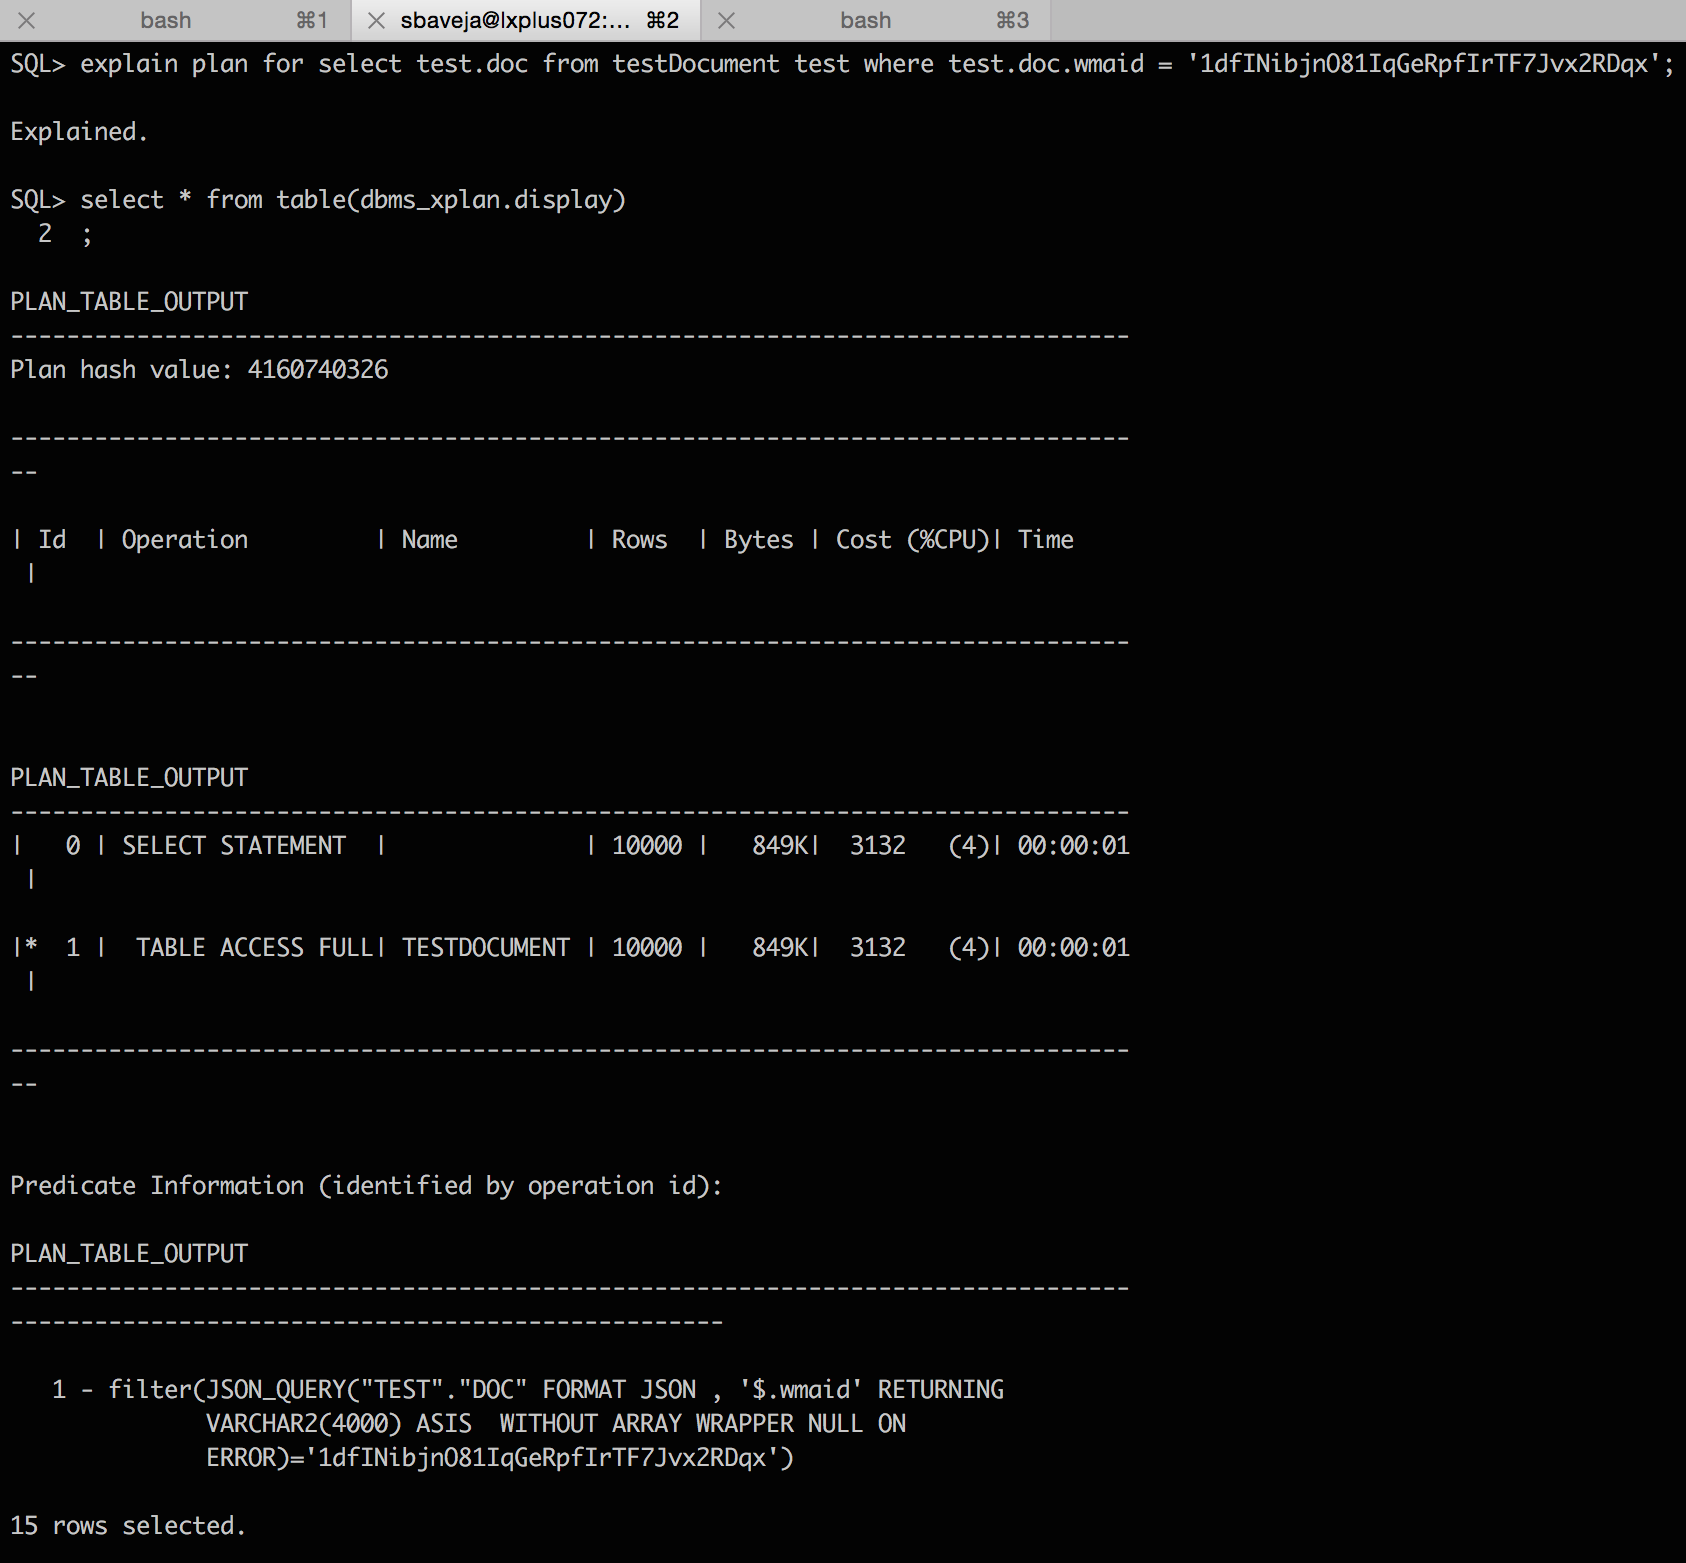 bash ⌘1 sbaveja@lxplus072:... ⌘2 bash ⌘3
SQL> explain plan for select test.doc from testDocument test where test.doc.wmaid = '1dfINibjnO81IqGeRpfIrTF7Jvx2RDqx';
Explained.
SQL> select * from table(dbms_xplan.display)
  2  ;
PLAN_TABLE_OUTPUT
--------------------------------------------------------------------------------
Plan hash value: 4160740326
--------------------------------------------------------------------------------
--
| Id  | Operation         | Name         | Rows  | Bytes | Cost (%CPU)| Time
 |
--------------------------------------------------------------------------------
--
PLAN_TABLE_OUTPUT
--------------------------------------------------------------------------------
|   0 | SELECT STATEMENT  |              | 10000 |   849K|  3132   (4)| 00:00:01
 |
|*  1 |  TABLE ACCESS FULL| TESTDOCUMENT | 10000 |   849K|  3132   (4)| 00:00:01
 |
--------------------------------------------------------------------------------
--
Predicate Information (identified by operation id):
PLAN_TABLE_OUTPUT
--------------------------------------------------------------------------------
---------------------------------------------------
   1 - filter(JSON_QUERY("TEST"."DOC" FORMAT JSON , '$.wmaid' RETURNING
              VARCHAR2(4000) ASIS  WITHOUT ARRAY WRAPPER NULL ON
              ERROR)='1dfINibjnO81IqGeRpfIrTF7Jvx2RDqx')
15 rows selected.